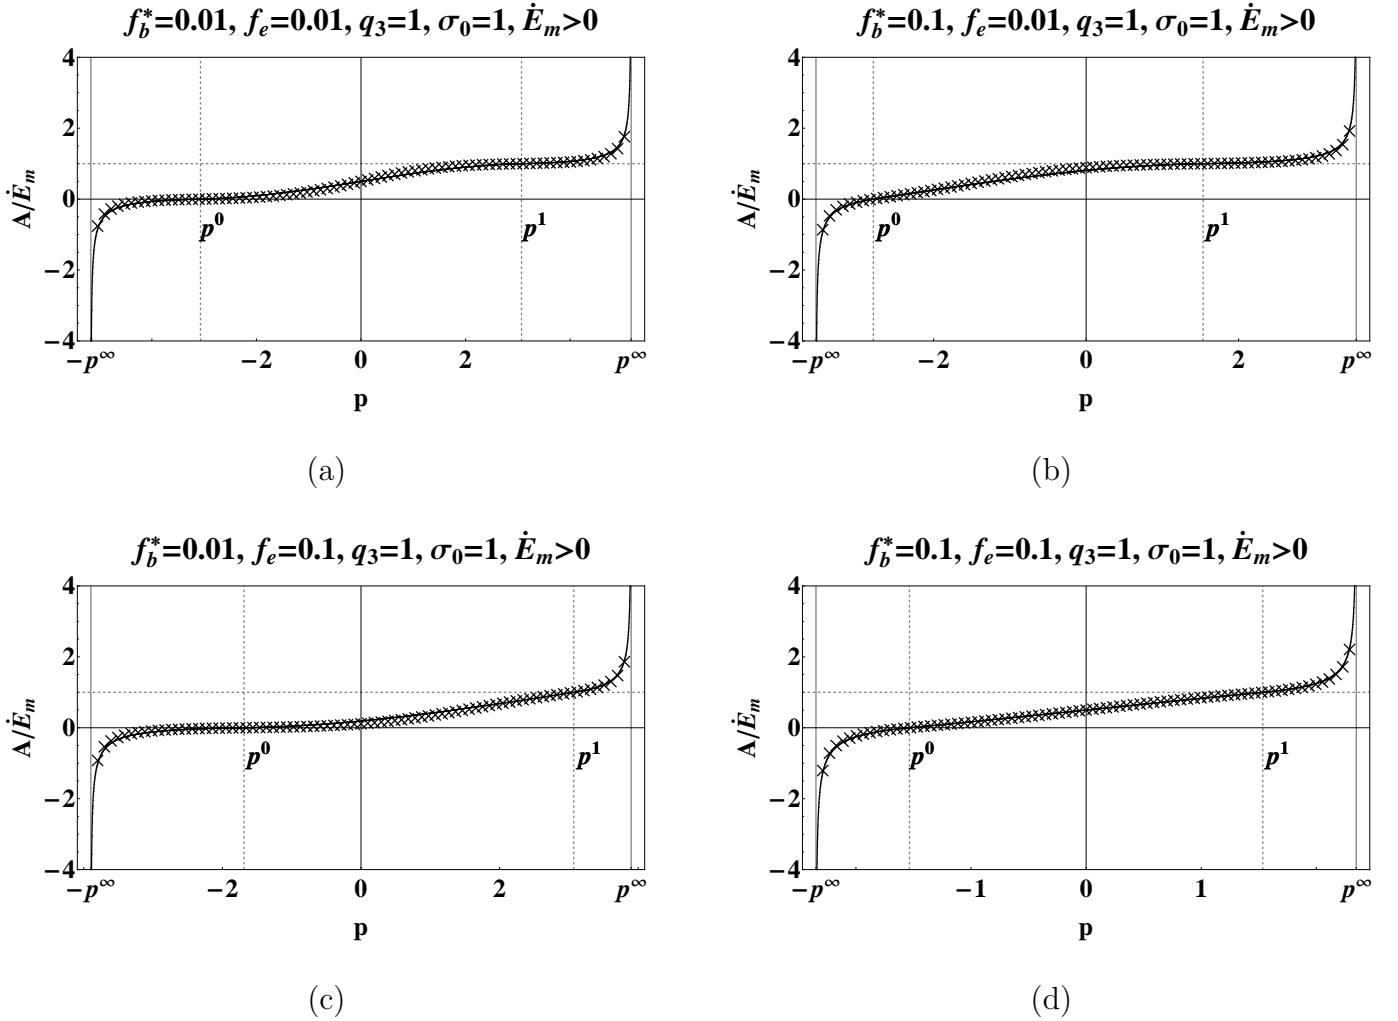 f_b^*=0.01, f_e=0.01, q_3=1, σ_0=1, Ė_m>0
4
2
0
−2
−4
A/Ė_m
p^0
p^1
−p^∞ −2 0 2 p^∞
p
(a)
f_b^*=0.1, f_e=0.01, q_3=1, σ_0=1, Ė_m>0
4
2
0
−2
−4
A/Ė_m
p^0
p^1
−p^∞ −2 0 2 p^∞
p
(b)
f_b^*=0.01, f_e=0.1, q_3=1, σ_0=1, Ė_m>0
4
2
0
−2
−4
A/Ė_m
p^0
p^1
−p^∞ −2 0 2 p^∞
p
(c)
f_b^*=0.1, f_e=0.1, q_3=1, σ_0=1, Ė_m>0
4
2
0
−2
−4
A/Ė_m
p^0
p^1
−p^∞ −1 0 1 p^∞
p
(d)